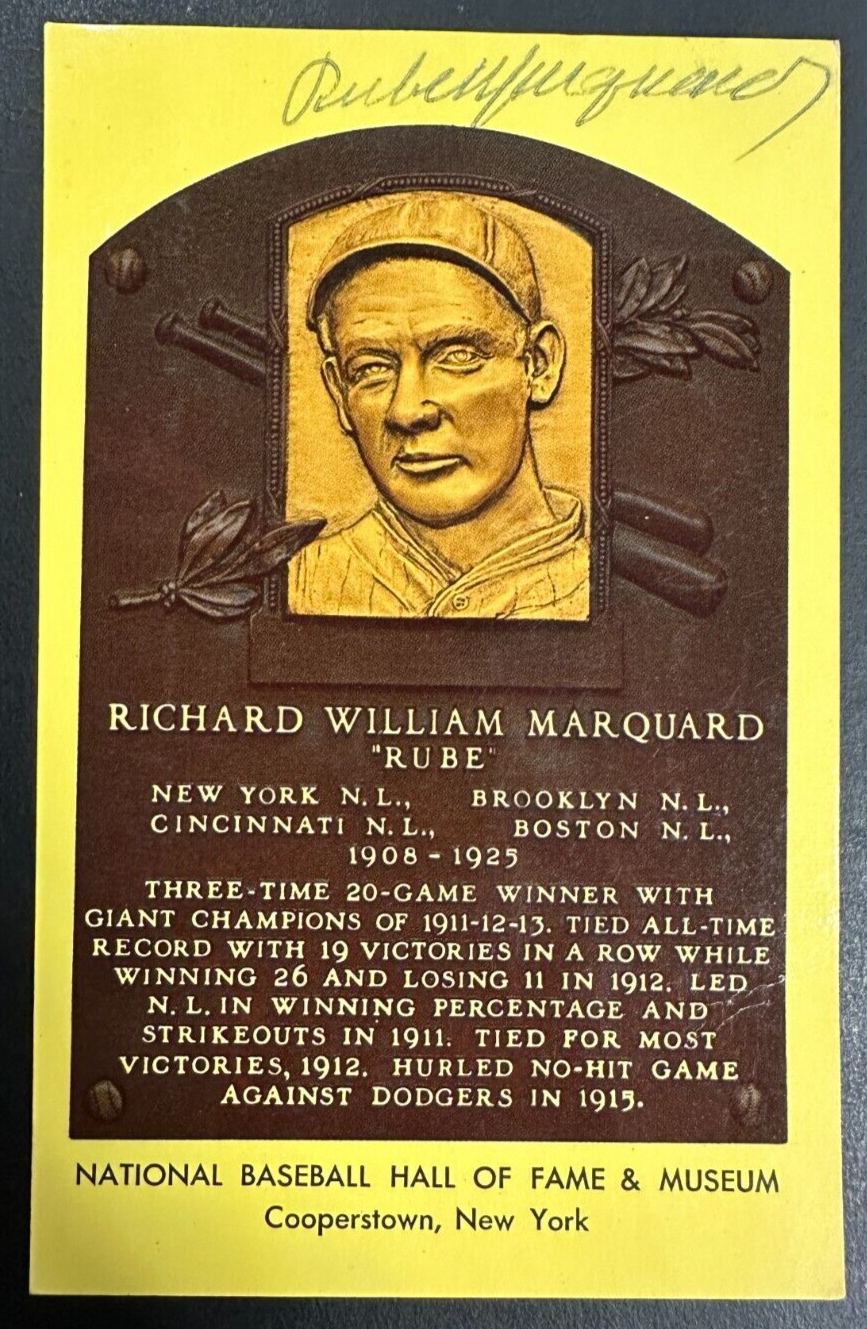 Rube Marquard
RICHARD WILLIAM MARQUARD
"RUBE"
NEW YORK N. L., BROOKLYN N. L.,
CINCINNATI N. L., BOSTON N. L.,
1908 - 1925
THREE-TIME 20-GAME WINNER WITH
GIANT CHAMPIONS OF 1911-12-13. TIED ALL-TIME
RECORD WITH 19 VICTORIES IN A ROW WHILE
WINNING 26 AND LOSING 11 IN 1912. LED
N. L. IN WINNING PERCENTAGE AND
STRIKEOUTS IN 1911. TIED FOR MOST
VICTORIES, 1912. HURLED NO-HIT GAME
AGAINST DODGERS IN 1915.
NATIONAL BASEBALL HALL OF FAME & MUSEUM
Cooperstown, New York